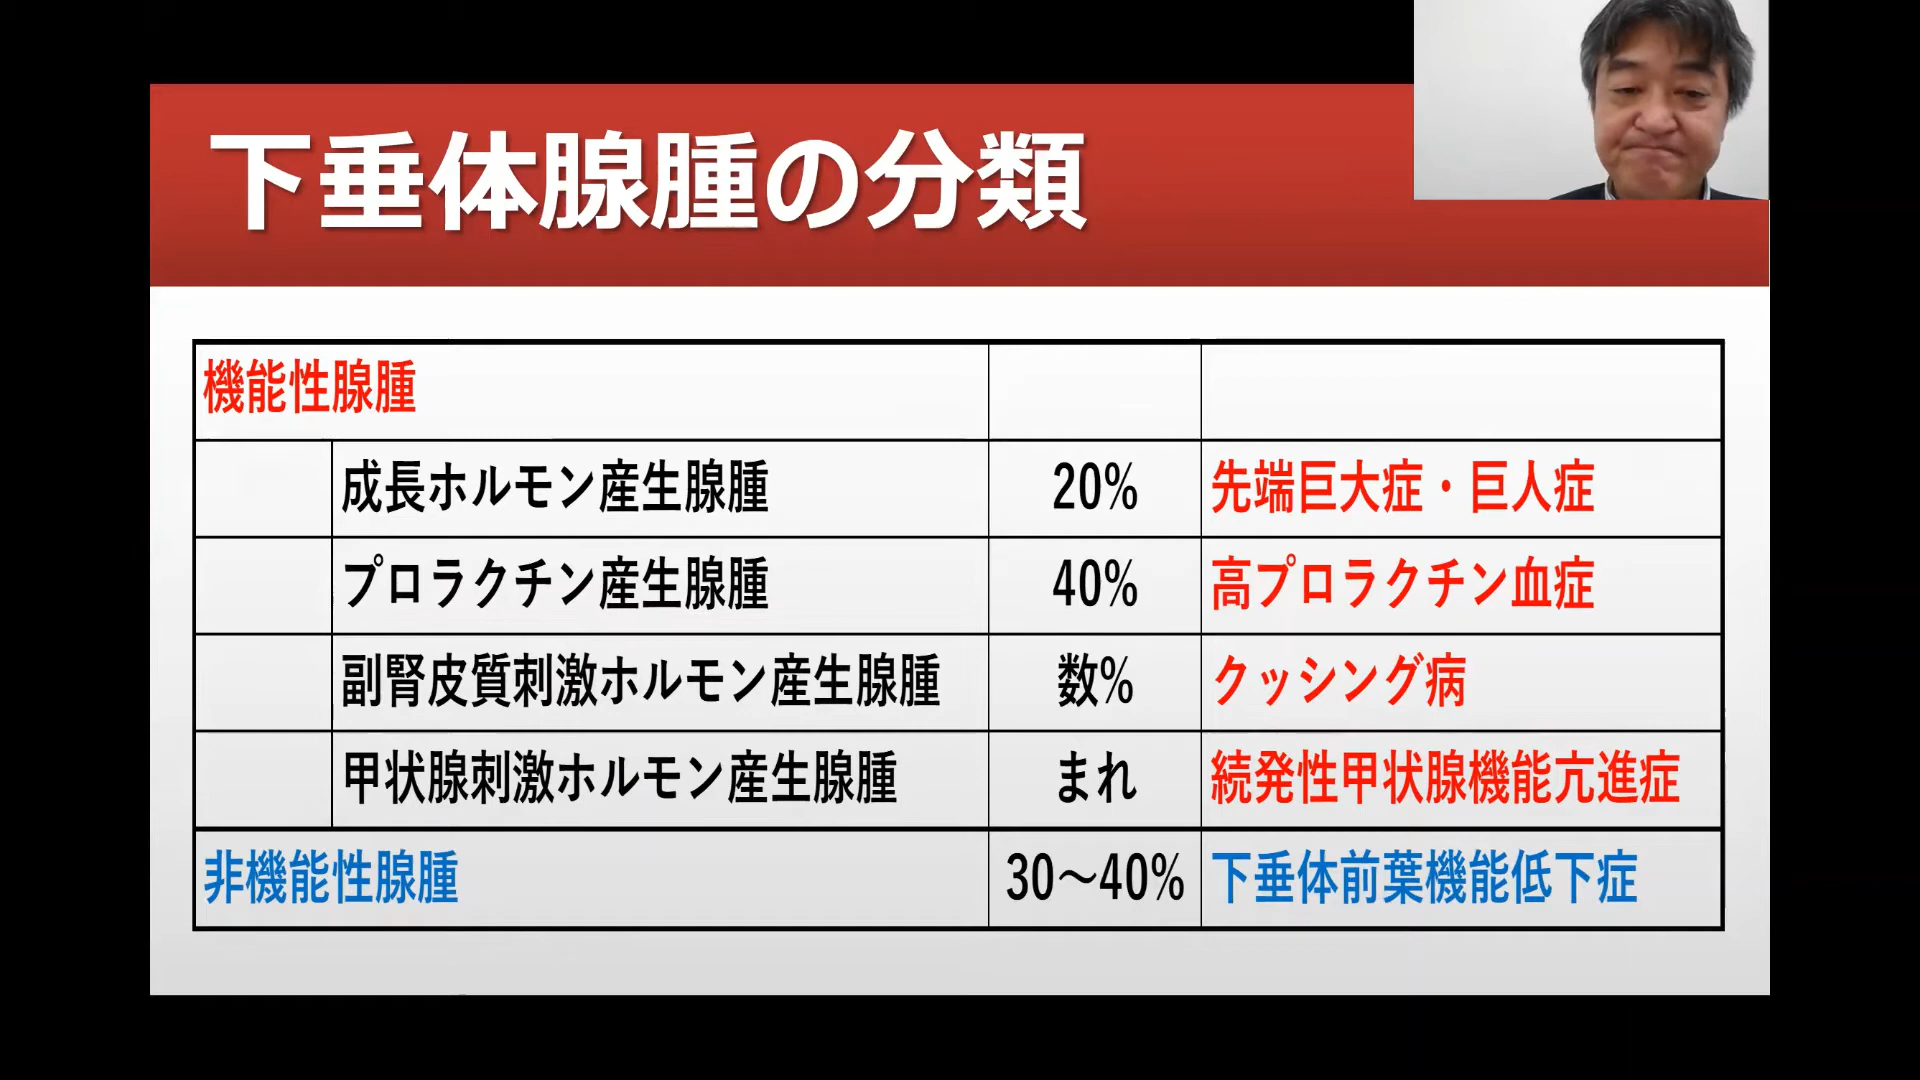 下垂体腺腫の分類
機能性腺腫
成長ホルモン産生腺腫 20% 先端巨大症・巨人症
プロラクチン産生腺腫 40% 高プロラクチン血症
副腎皮質刺激ホルモン産生腺腫 数% クッシング病
甲状腺刺激ホルモン産生腺腫 まれ 続発性甲状腺機能亢進症
非機能性腺腫 30〜40% 下垂体前葉機能低下症